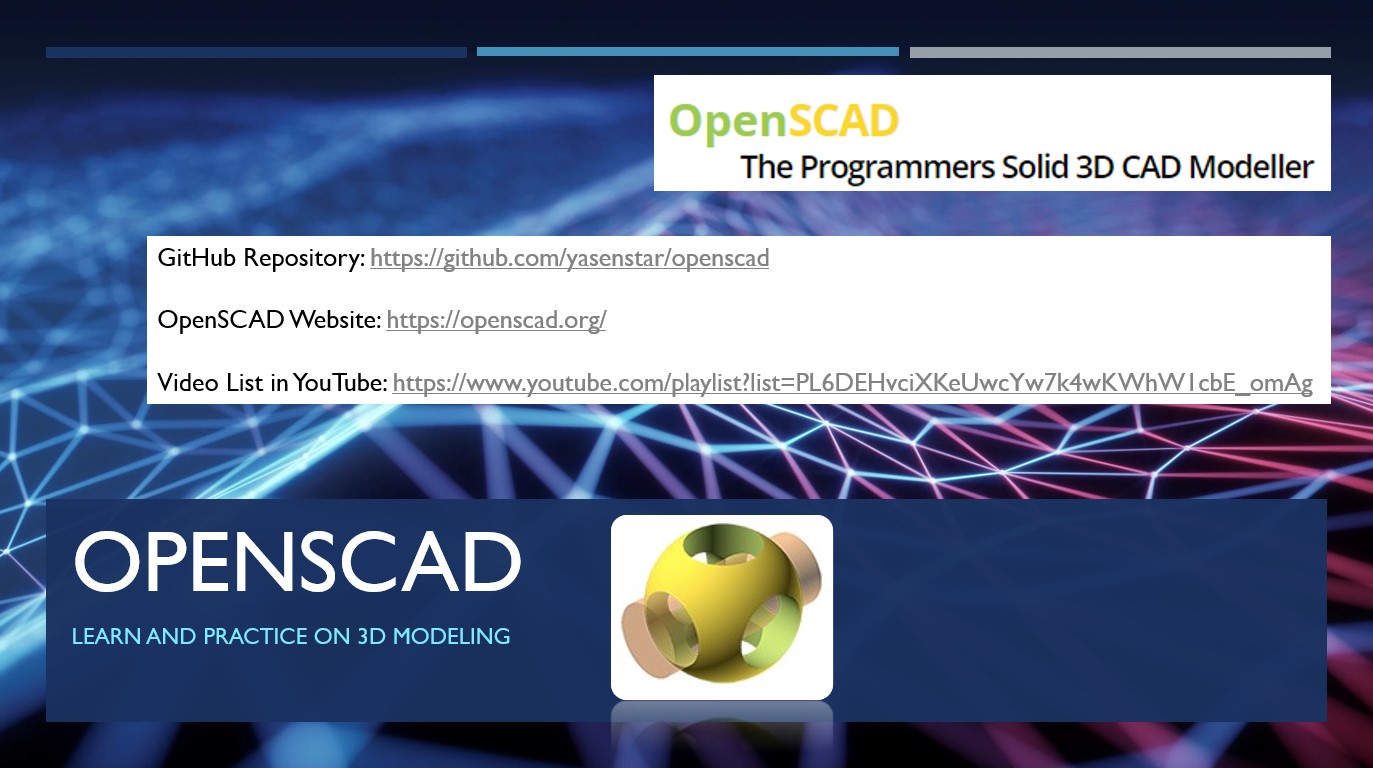 OpenSCAD
The Programmers Solid 3D CAD Modeller
GitHub Repository: https://github.com/yasenstar/openscad
OpenSCAD Website: https://openscad.org/
Video List in YouTube: https://www.youtube.com/playlist?list=PL6DEHvciXKeUwcYw7k4wKWhW1cbE_omAg
OPENSCAD
LEARN AND PRACTICE ON 3D MODELING